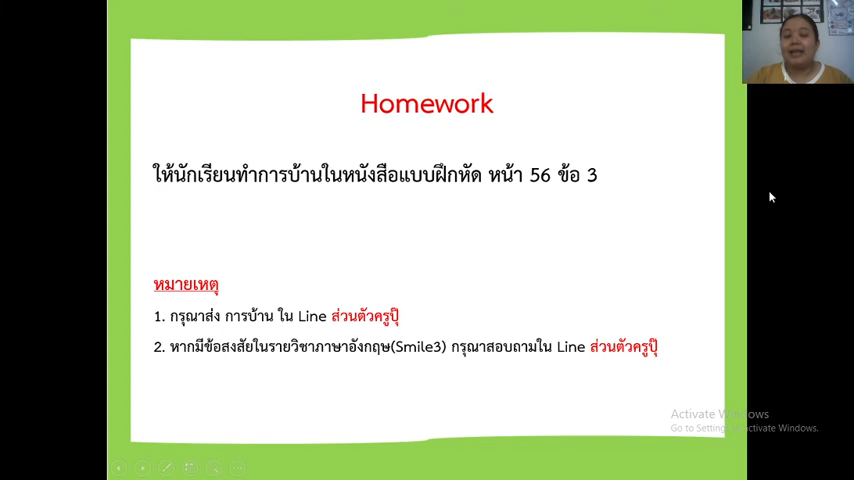 Homework
ให้นักเรียนทำการบ้านในหนังสือแบบฝึกหัด หน้า 56 ข้อ 3
หมายเหตุ
1. กรุณาส่ง การบ้าน ใน Line ส่วนตัวครูปุ๊
2. หากมีข้อสงสัยในรายวิชาภาษาอังกฤษ(Smile3) กรุณาสอบถามใน Line ส่วนตัวครูปุ๊
Activate Windows
Go to Settings to activate Windows.